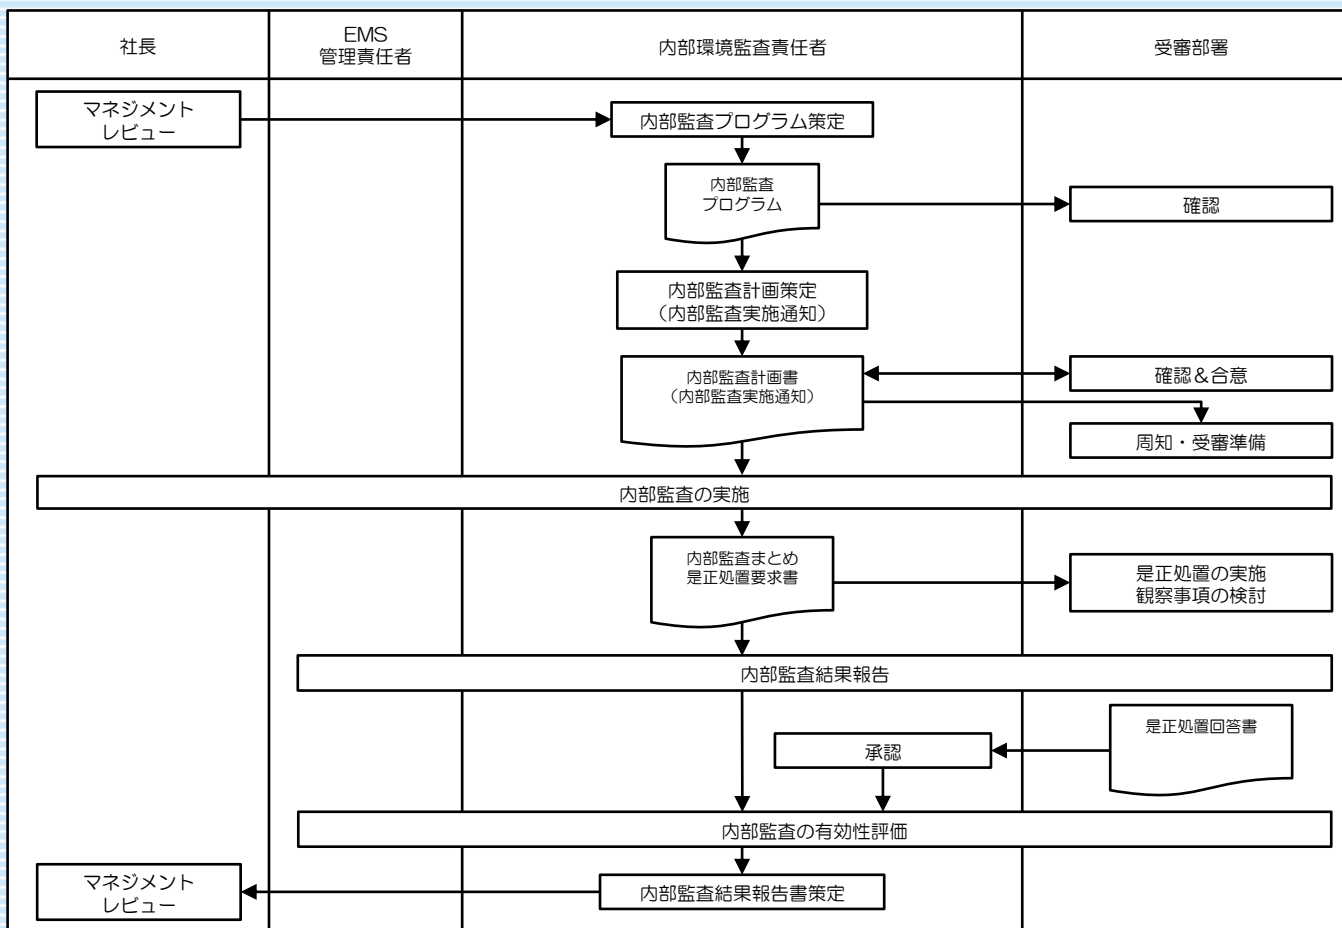 社長
EMS
管理責任者
内部環境監査責任者
受審部署
マネジメント
レビュー
内部監査プログラム策定
内部監査
プログラム
確認
内部監査計画策定
（内部監査実施通知）
内部監査計画書
（内部監査実施通知）
確認＆合意
周知・受審準備
内部監査の実施
内部監査まとめ
是正処置要求書
是正処置の実施
観察事項の検討
内部監査結果報告
是正処置回答書
承認
内部監査の有効性評価
マネジメント
レビュー
内部監査結果報告書策定